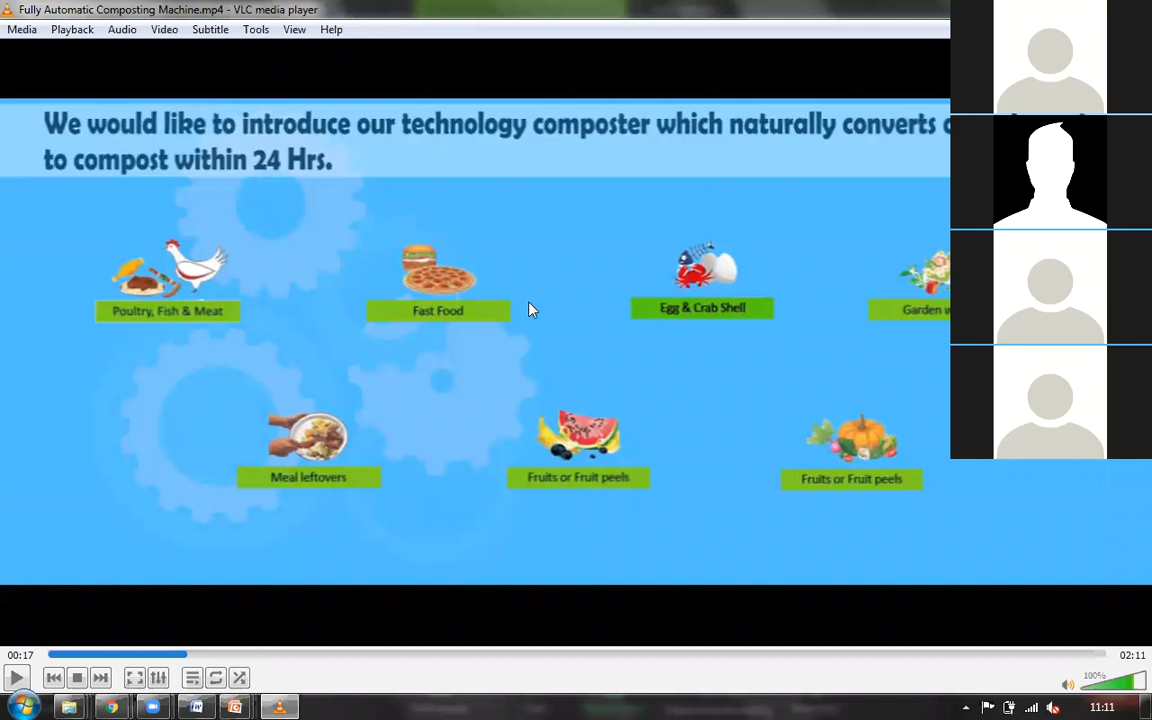 Fully Automatic Composting Machine.mp4 - VLC media player
Media Playback Audio Video Subtitle Tools View Help
We would like to introduce our technology composter which naturally converts
to compost within 24 Hrs.
Poultry, Fish & Meat
Fast Food
Egg & Crab Shell
Garden
Meal leftovers
Fruits or Fruit peels
Fruits or Fruit peels
00:17
02:11
100%
11:11